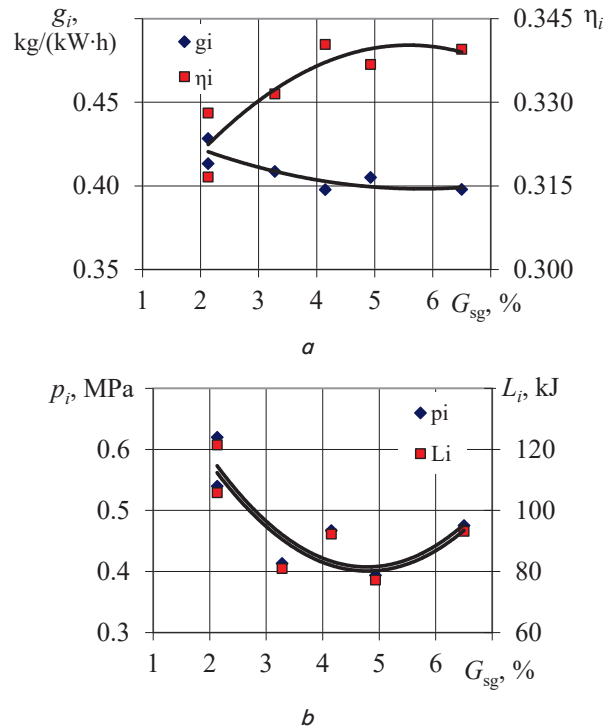 gᵢ,
kg/(kW·h)
gi
ηi
0.345 ηᵢ
0.45
0.330
0.40
0.315
0.35
0.300
1 2 3 4 5 6 G_sg, %
a
pᵢ, MPa
Lᵢ, kJ
pi
Li
0.6
120
0.5
100
0.4
80
0.3
60
1 2 3 4 5 6 G_sg, %
b